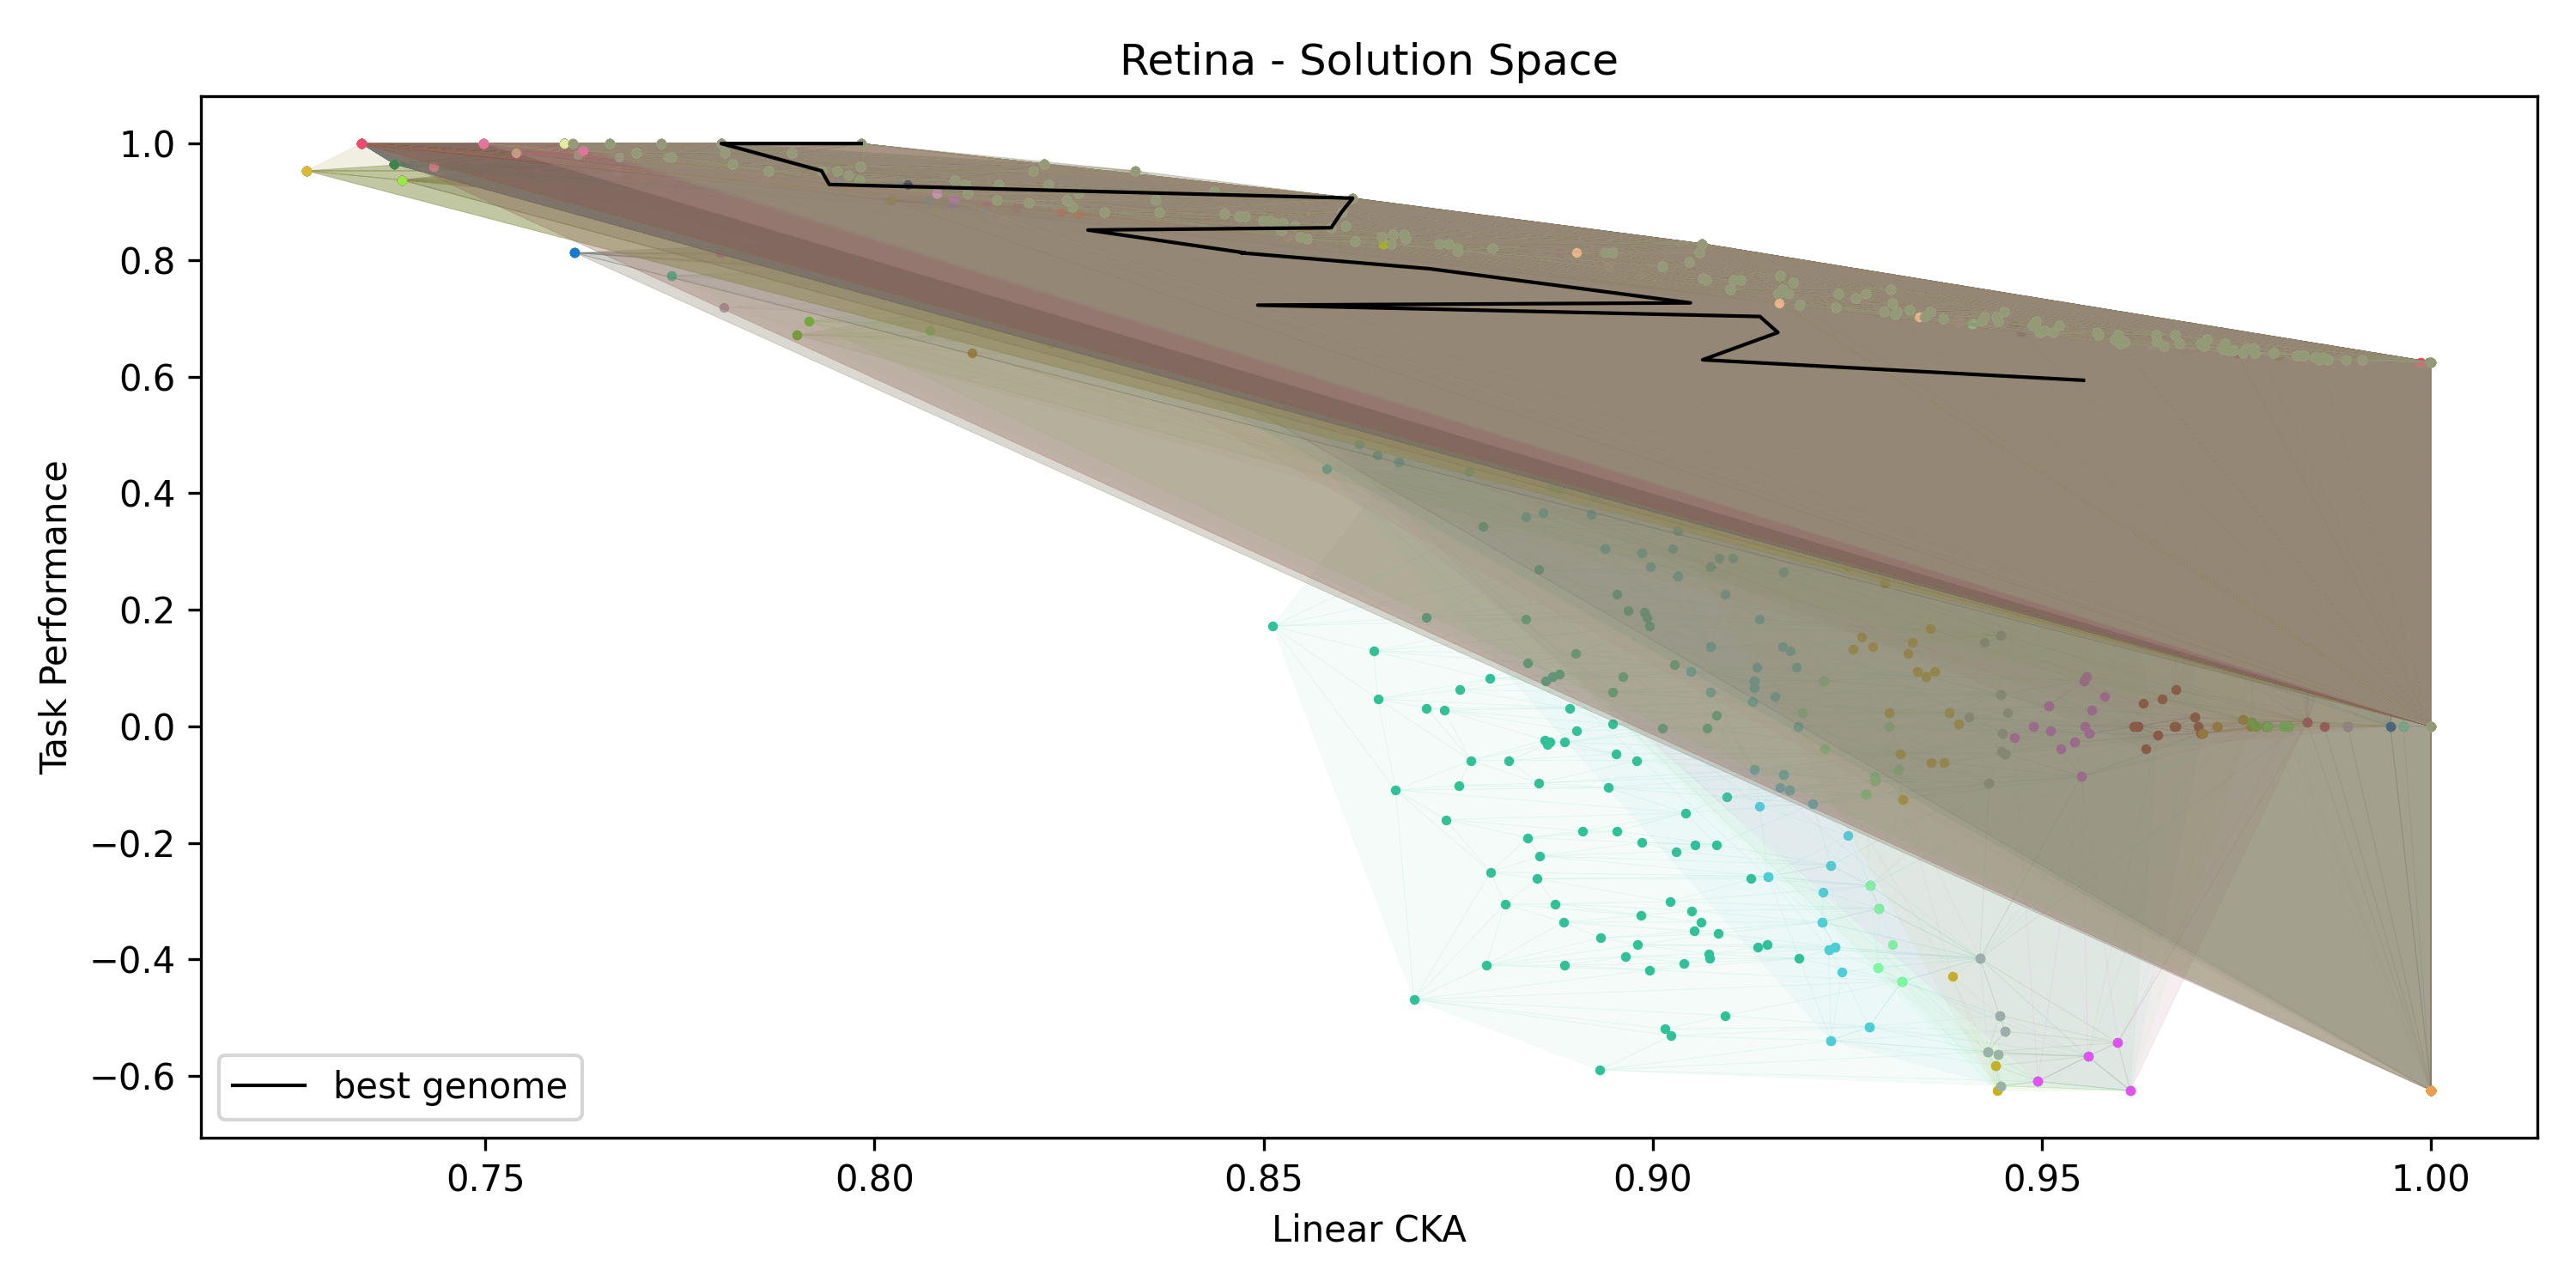 Retina - Solution Space
Task Performance
1.0
0.8
0.6
0.4
0.2
0.0
−0.2
−0.4
−0.6
best genome
0.75 0.80 0.85 0.90 0.95 1.00
Linear CKA